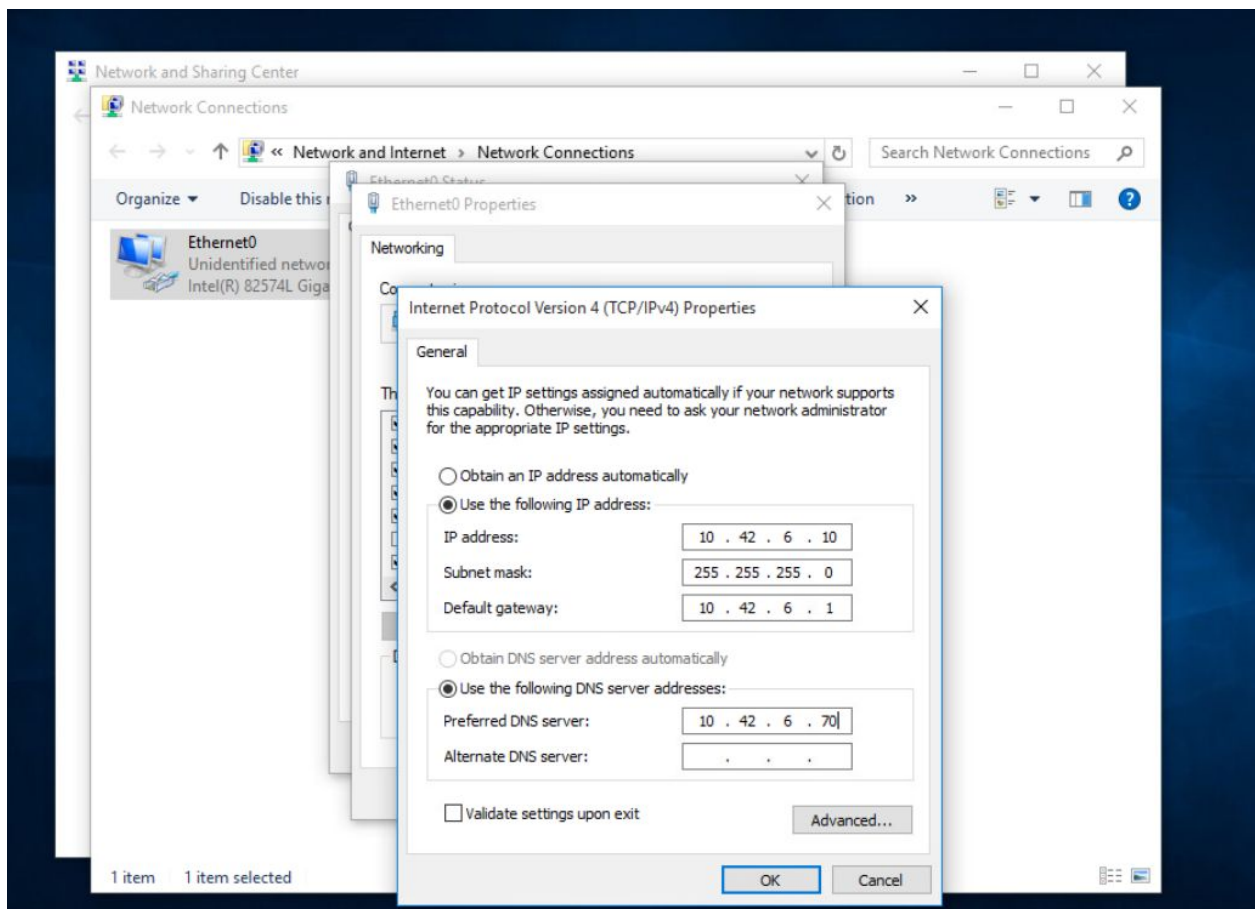 Network and Sharing Center
Network Connections
« Network and Internet > Network Connections
Search Network Connections
Organize
Disable this
Ethernet0 Status
Ethernet0 Properties
Networking
Ethernet0
Unidentified networ
Intel(R) 82574L Giga
Co
Th
Internet Protocol Version 4 (TCP/IPv4) Properties
General
You can get IP settings assigned automatically if your network supports
this capability. Otherwise, you need to ask your network administrator
for the appropriate IP settings.
Obtain an IP address automatically
Use the following IP address:
IP address: 10 . 42 . 6 . 10
Subnet mask: 255 . 255 . 255 . 0
Default gateway: 10 . 42 . 6 . 1
Obtain DNS server address automatically
Use the following DNS server addresses:
Preferred DNS server: 10 . 42 . 6 . 70
Alternate DNS server: . . .
Validate settings upon exit
Advanced...
OK Cancel
1 item 1 item selected